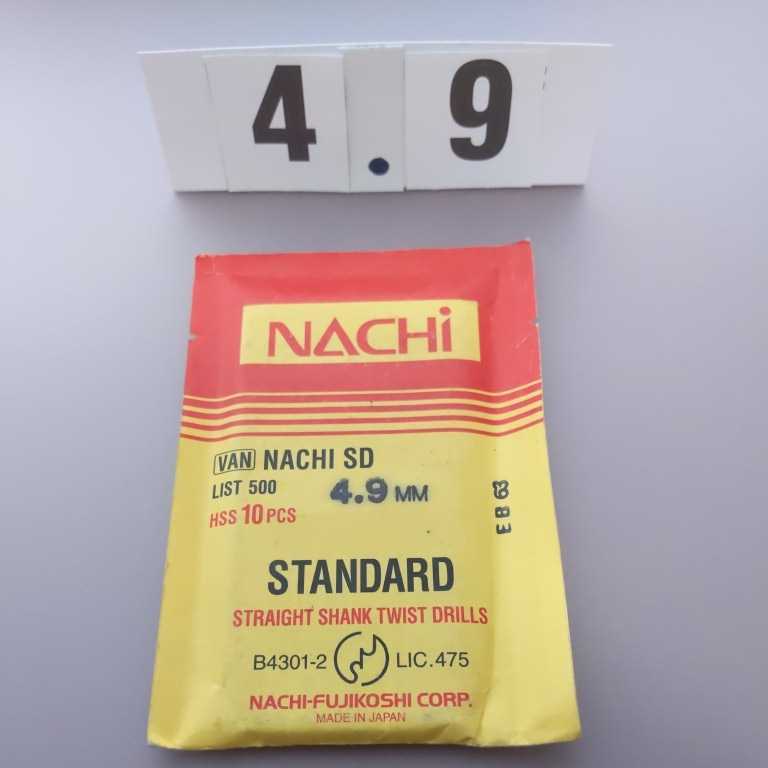 4.9
NACHi
VAN NACHI SD
LIST 500 4.9 MM
HSS 10 PCS
STANDARD
STRAIGHT SHANK TWIST DRILLS
B4301-2 LIC.475
NACHI-FUJIKOSHI CORP.
MADE IN JAPAN